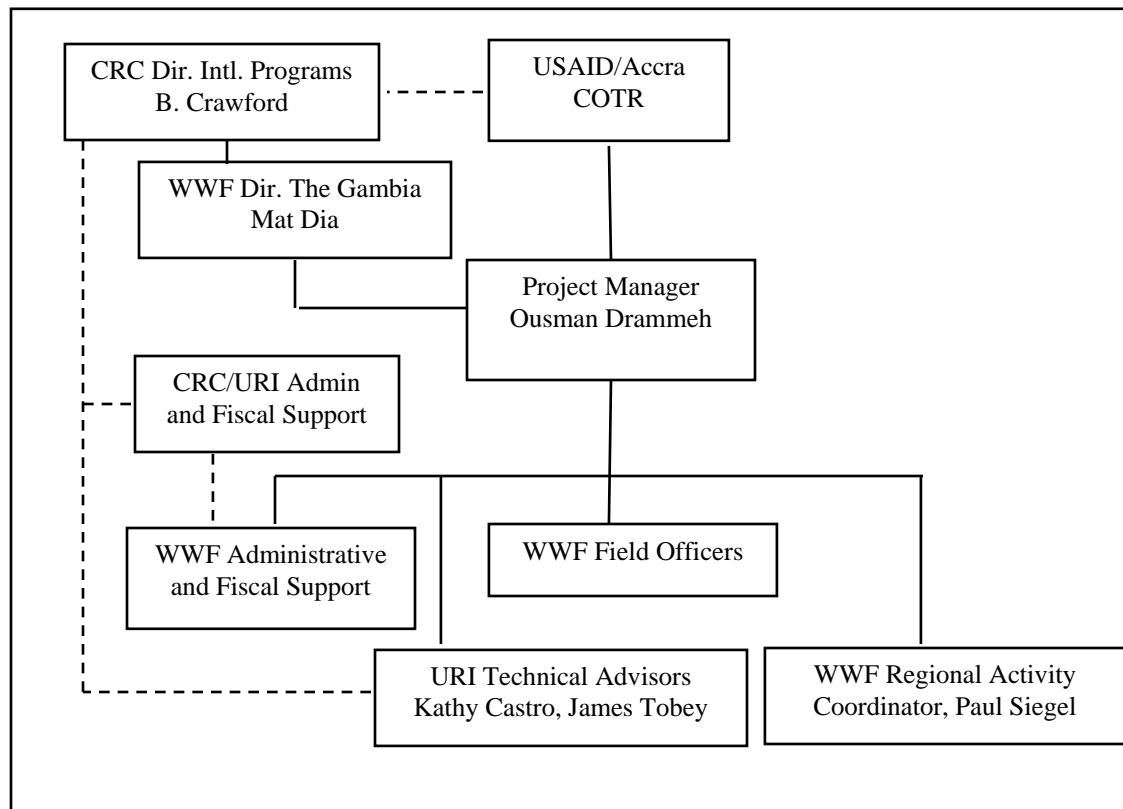 CRC Dir. Intl. Programs
B. Crawford
USAID/Accra
COTR
WWF Dir. The Gambia
Mat Dia
Project Manager
Ousman Drammeh
CRC/URI Admin
and Fiscal Support
WWF Administrative
and Fiscal Support
WWF Field Officers
URI Technical Advisors
Kathy Castro, James Tobey
WWF Regional Activity
Coordinator, Paul Siegel